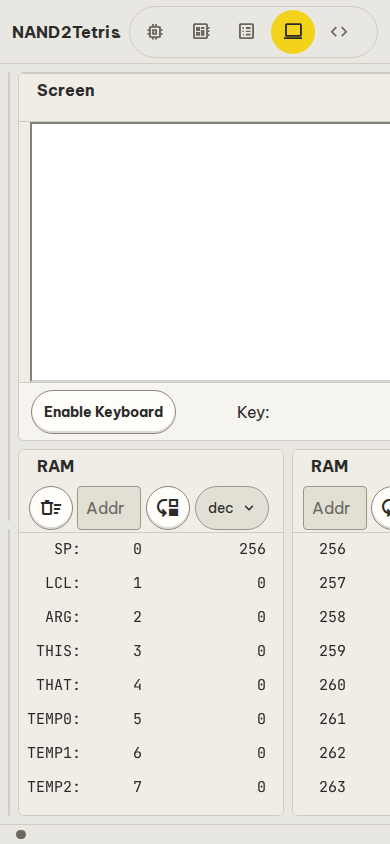 NAND2Tetris
Screen
Enable Keyboard Key:
RAM RAM
Addr dec Addr
SP: 0 256 256
LCL: 1 0 257
ARG: 2 0 258
THIS: 3 0 259
THAT: 4 0 260
TEMP0: 5 0 261
TEMP1: 6 0 262
TEMP2: 7 0 263